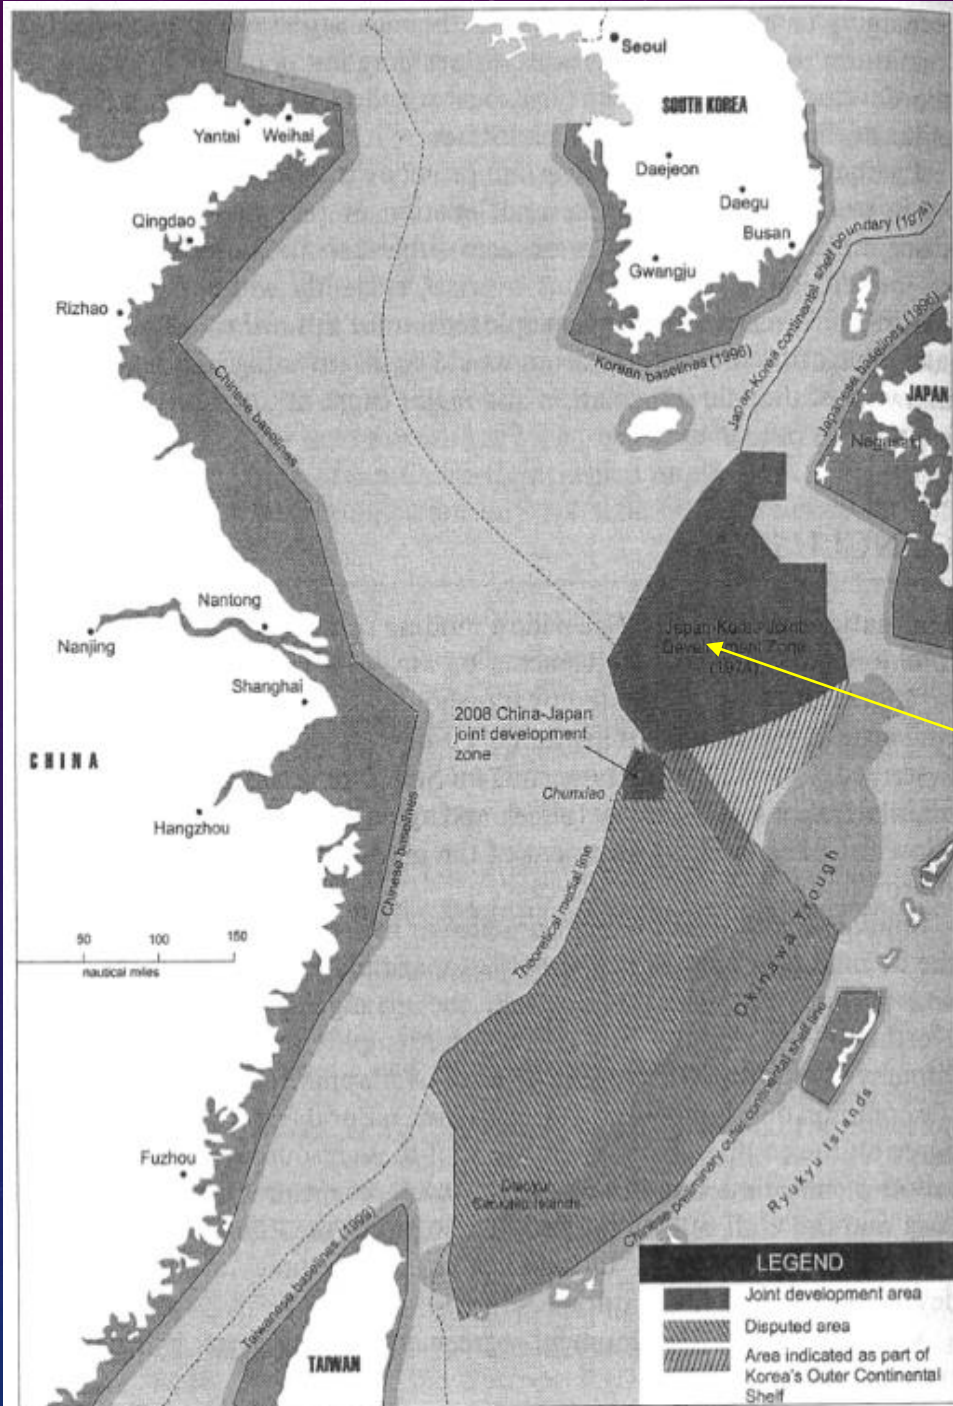 Seoul
SOUTH KOREA
Yantai
Weihai
Daejeon
Daegu
Qingdao
Busan
Gwangju
Rizhao
Japan-Korea continental shelf boundary (1974)
Korean baselines (1996)
Japanese baselines (1996)
JAPAN
Nagasaki
Chinese baselines
Nantong
Nanjing
Japan-Korea Joint
Development Zone
(1974)
Shanghai
2008 China-Japan
joint development
zone
CHINA
Chunxiao
Hangzhou
Chinese baselines
Theoretical medial line
Okinawa Trough
50
100
150
nautical miles
Chinese preliminary outer continental shelf line
Ryukyu Islands
Fuzhou
Diaoyu/
Senkaku Islands
Taiwanese baselines (1999)
TAIWAN
LEGEND
Joint development area
Disputed area
Area indicated as part of
Korea's Outer Continental
Shelf